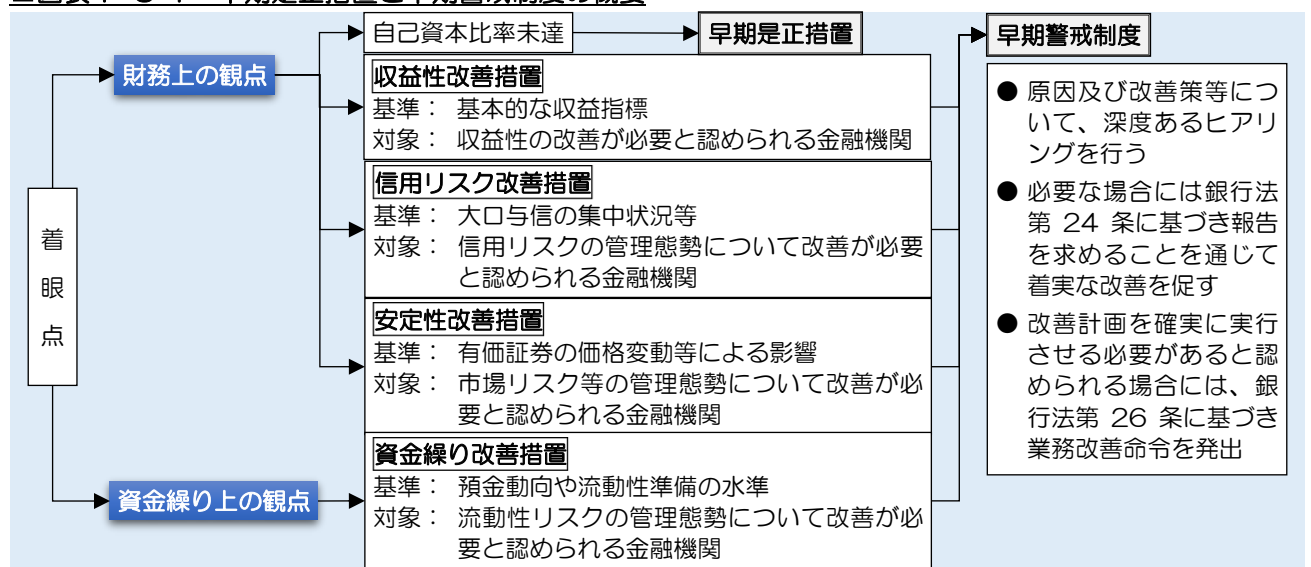 自己資本比率未達
早期是正措置
早期警戒制度
財務上の観点
収益性改善措置
基準： 基本的な収益指標
対象： 収益性の改善が必要と認められる金融機関
信用リスク改善措置
基準： 大口与信の集中状況等
対象： 信用リスクの管理態勢について改善が必要
と認められる金融機関
着
眼
点
安定性改善措置
基準： 有価証券の価格変動等による影響
対象： 市場リスク等の管理態勢について改善が必
要と認められる金融機関
資金繰り上の観点
資金繰り改善措置
基準： 預金動向や流動性準備の水準
対象： 流動性リスクの管理態勢について改善が必
要と認められる金融機関
● 原因及び改善策等につ
いて、深度あるヒアリ
ングを行う
● 必要な場合には銀行法
第 24 条に基づき報告
を求めることを通じて
着実な改善を促す
● 改善計画を確実に実行
させる必要があると認
められる場合には、銀
行法第 26 条に基づき
業務改善命令を発出